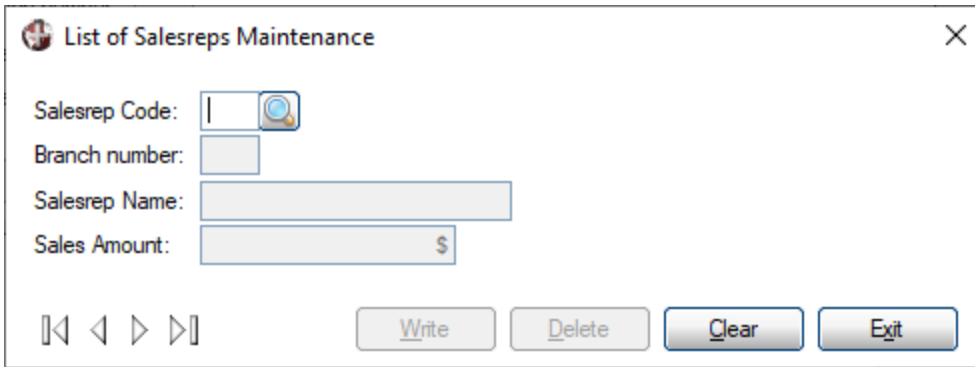 List of Salesreps Maintenance
Salesrep Code:
Branch number:
Salesrep Name:
Sales Amount: $
Write Delete Clear Exit